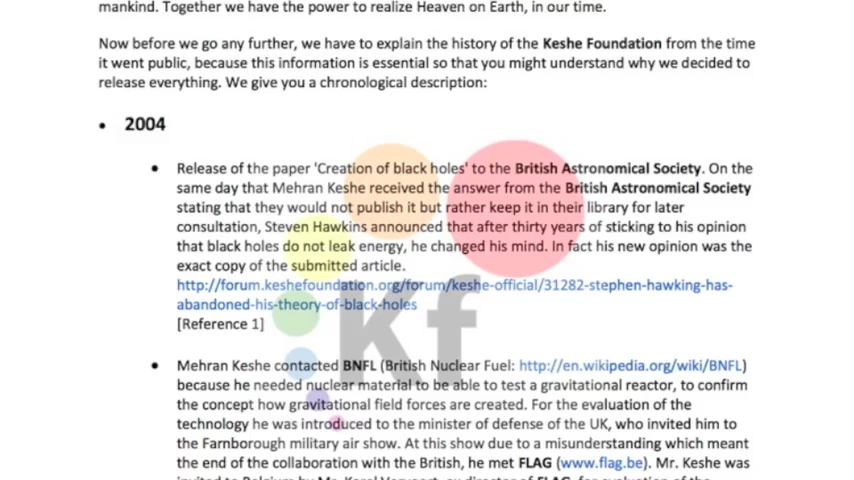 mankind. Together we have the power to realize Heaven on Earth, in our time.
Now before we go any further, we have to explain the history of the Keshe Foundation from the time
it went public, because this information is essential so that you might understand why we decided to
release everything. We give you a chronological description:
• 2004
• Release of the paper 'Creation of black holes' to the British Astronomical Society. On the
same day that Mehran Keshe received the answer from the British Astronomical Society
stating that they would not publish it but rather keep it in their library for later
consultation, Steven Hawkins announced that after thirty years of sticking to his opinion
that black holes do not leak energy, he changed his mind. In fact his new opinion was the
exact copy of the submitted article.
http://forum.keshefoundation.org/forum/keshe-official/31282-stephen-hawking-has-
abandoned-his-theory-of-black-holes
[Reference 1]
Kf
• Mehran Keshe contacted BNFL (British Nuclear Fuel: http://en.wikipedia.org/wiki/BNFL)
because he needed nuclear material to be able to test a gravitational reactor, to confirm
the concept how gravitational field forces are created. For the evaluation of the
technology he was introduced to the minister of defense of the UK, who invited him to
the Farnborough military air show. At this show due to a misunderstanding which meant
the end of the collaboration with the British, he met FLAG (www.flag.be). Mr. Keshe was